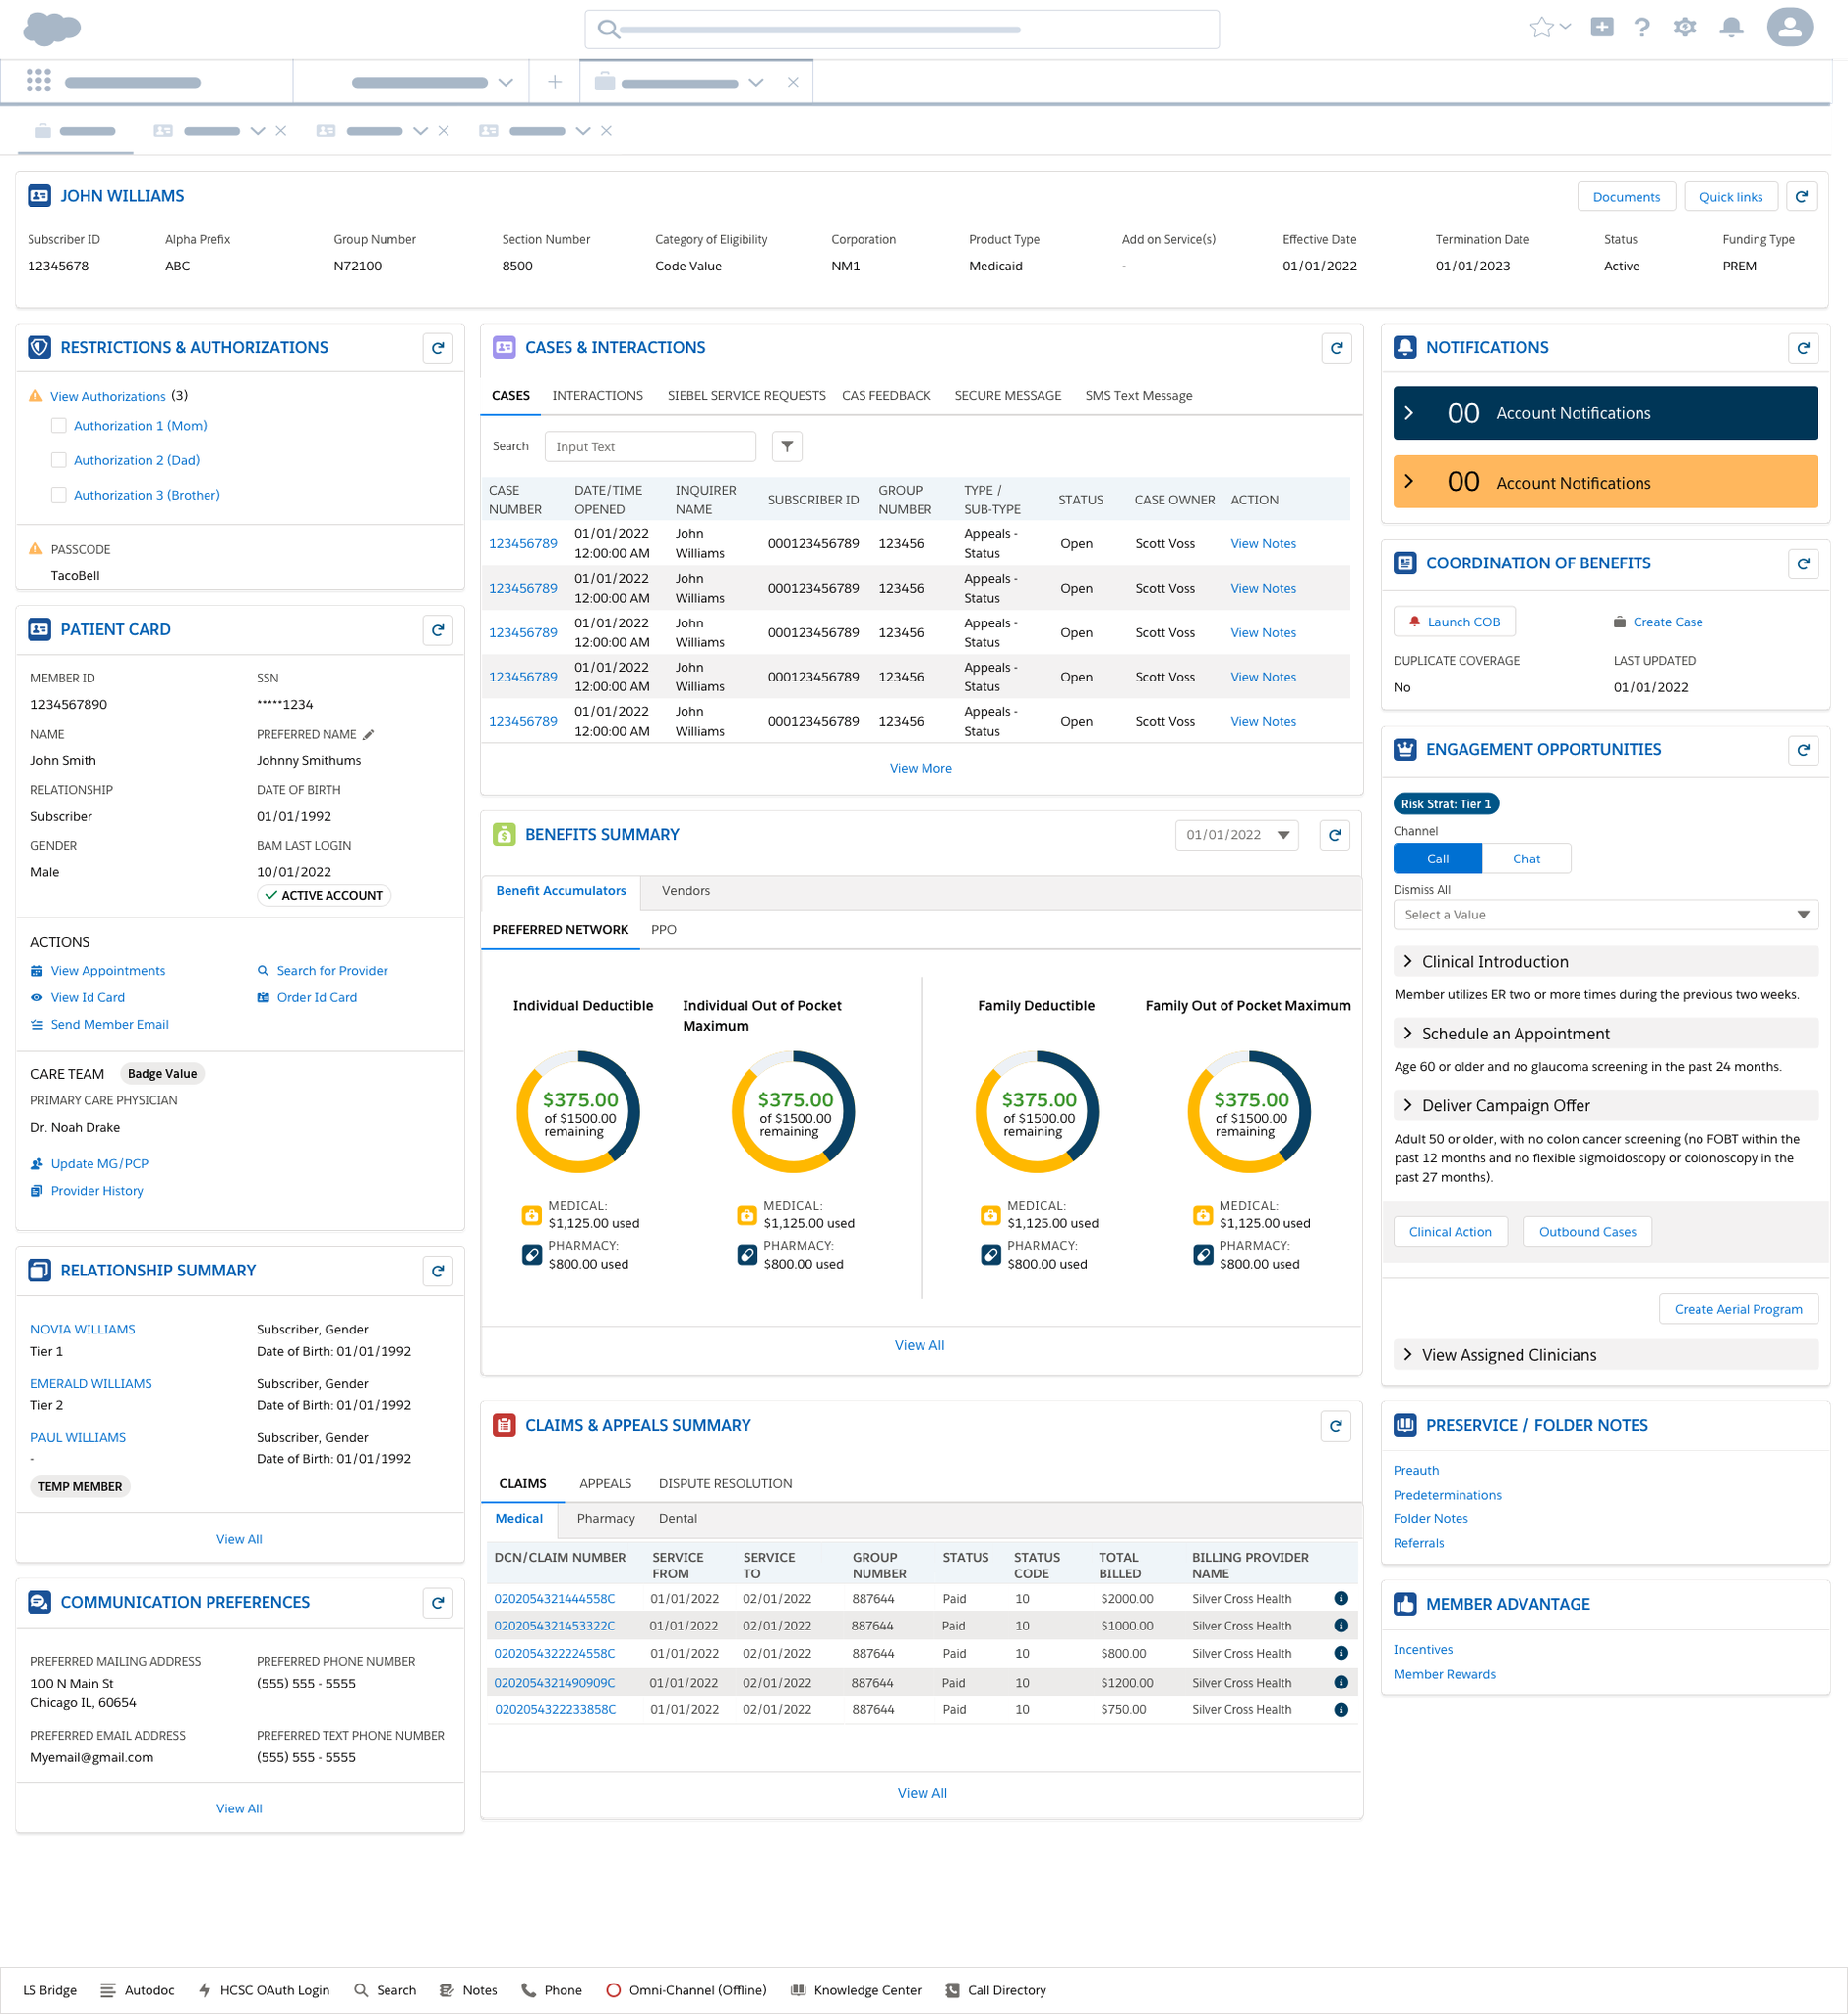 JOHN WILLIAMS
Documents
Quick links
Subscriber ID
Alpha Prefix
Group Number
Section Number
Category of Eligibility
Corporation
Product Type
Add on Service(s)
Effective Date
Termination Date
Status
Funding Type
12345678
ABC
N72100
8500
Code Value
NM1
Medicaid
-
01/01/2022
01/01/2023
Active
PREM
RESTRICTIONS & AUTHORIZATIONS
View Authorizations (3)
Authorization 1 (Mom)
Authorization 2 (Dad)
Authorization 3 (Brother)
PASSCODE
TacoBell
PATIENT CARD
MEMBER ID
SSN
1234567890
*****1234
NAME
PREFERRED NAME
John Smith
Johnny Smithums
RELATIONSHIP
DATE OF BIRTH
Subscriber
01/01/1992
GENDER
BAM LAST LOGIN
Male
10/01/2022
ACTIVE ACCOUNT
ACTIONS
View Appointments
Search for Provider
View Id Card
Order Id Card
Send Member Email
CARE TEAM
Badge Value
PRIMARY CARE PHYSICIAN
Dr. Noah Drake
Update MG/PCP
Provider History
RELATIONSHIP SUMMARY
NOVIA WILLIAMS
Subscriber, Gender
Tier 1
Date of Birth: 01/01/1992
EMERALD WILLIAMS
Subscriber, Gender
Tier 2
Date of Birth: 01/01/1992
PAUL WILLIAMS
Subscriber, Gender
-
Date of Birth: 01/01/1992
TEMP MEMBER
View All
COMMUNICATION PREFERENCES
PREFERRED MAILING ADDRESS
PREFERRED PHONE NUMBER
100 N Main St
(555) 555 - 5555
Chicago IL, 60654
PREFERRED EMAIL ADDRESS
PREFERRED TEXT PHONE NUMBER
Myemail@gmail.com
(555) 555 - 5555
View All
CASES & INTERACTIONS
CASES
INTERACTIONS
SIEBEL SERVICE REQUESTS
CAS FEEDBACK
SECURE MESSAGE
SMS Text Message
Search
Input Text
CASE NUMBER
DATE/TIME OPENED
INQUIRER NAME
SUBSCRIBER ID
GROUP NUMBER
TYPE / SUB-TYPE
STATUS
CASE OWNER
ACTION
123456789 01/01/2022 12:00:00 AM John Williams 000123456789 123456 Appeals - Status Open Scott Voss View Notes
123456789 01/01/2022 12:00:00 AM John Williams 000123456789 123456 Appeals - Status Open Scott Voss View Notes
123456789 01/01/2022 12:00:00 AM John Williams 000123456789 123456 Appeals - Status Open Scott Voss View Notes
123456789 01/01/2022 12:00:00 AM John Williams 000123456789 123456 Appeals - Status Open Scott Voss View Notes
123456789 01/01/2022 12:00:00 AM John Williams 000123456789 123456 Appeals - Status Open Scott Voss View Notes
View More
BENEFITS SUMMARY
01/01/2022
Benefit Accumulators
Vendors
PREFERRED NETWORK
PPO
Individual Deductible
$375.00
of $1500.00
remaining
MEDICAL:
$1,125.00 used
PHARMACY:
$800.00 used
Individual Out of Pocket
Maximum
$375.00
of $1500.00
remaining
MEDICAL:
$1,125.00 used
PHARMACY:
$800.00 used
Family Deductible
$375.00
of $1500.00
remaining
MEDICAL:
$1,125.00 used
PHARMACY:
$800.00 used
Family Out of Pocket Maximum
$375.00
of $1500.00
remaining
MEDICAL:
$1,125.00 used
PHARMACY:
$800.00 used
View All
CLAIMS & APPEALS SUMMARY
CLAIMS
APPEALS
DISPUTE RESOLUTION
Medical
Pharmacy
Dental
DCN/CLAIM NUMBER
SERVICE FROM
SERVICE TO
GROUP NUMBER
STATUS
STATUS CODE
TOTAL BILLED
BILLING PROVIDER NAME
0202054321444558C 01/01/2022 02/01/2022 887644 Paid 10 $2000.00 Silver Cross Health
0202054321453322C 01/01/2022 02/01/2022 887644 Paid 10 $1000.00 Silver Cross Health
0202054322224558C 01/01/2022 02/01/2022 887644 Paid 10 $800.00 Silver Cross Health
0202054321490909C 01/01/2022 02/01/2022 887644 Paid 10 $1200.00 Silver Cross Health
0202054322233858C 01/01/2022 02/01/2022 887644 Paid 10 $750.00 Silver Cross Health
View All
NOTIFICATIONS
00 Account Notifications
00 Account Notifications
COORDINATION OF BENEFITS
Launch COB
Create Case
DUPLICATE COVERAGE
LAST UPDATED
No
01/01/2022
ENGAGEMENT OPPORTUNITIES
Risk Strat: Tier 1
Channel
Call
Chat
Dismiss All
Select a Value
Clinical Introduction
Member utilizes ER two or more times during the previous two weeks.
Schedule an Appointment
Age 60 or older and no glaucoma screening in the past 24 months.
Deliver Campaign Offer
Adult 50 or older, with no colon cancer screening (no FOBT within the
past 12 months and no flexible sigmoidoscopy or colonoscopy in the
past 27 months).
Clinical Action
Outbound Cases
Create Aerial Program
View Assigned Clinicians
PRESERVICE / FOLDER NOTES
Preauth
Predeterminations
Folder Notes
Referrals
MEMBER ADVANTAGE
Incentives
Member Rewards
LS Bridge
Autodoc
HCSC OAuth Login
Search
Notes
Phone
Omni-Channel (Offline)
Knowledge Center
Call Directory